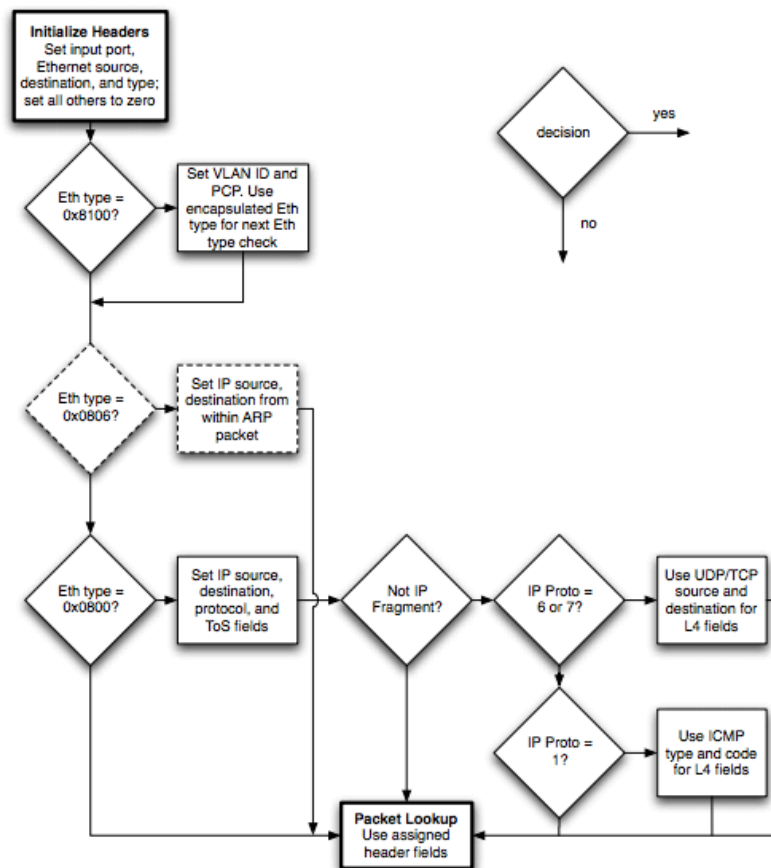 Initialize Headers
Set input port,
Ethernet source,
destination, and type;
set all others to zero
decision
yes
no
Eth type =
0x8100?
Set VLAN ID and
PCP. Use
encapsulated Eth
type for next Eth
type check
Eth type =
0x0806?
Set IP source,
destination from
within ARP
packet
Eth type =
0x0800?
Set IP source,
destination,
protocol, and
ToS fields
Not IP
Fragment?
IP Proto =
6 or 7?
Use UDP/TCP
source and
destination for
L4 fields
IP Proto =
1?
Use ICMP
type and code
for L4 fields
Packet Lookup
Use assigned
header fields